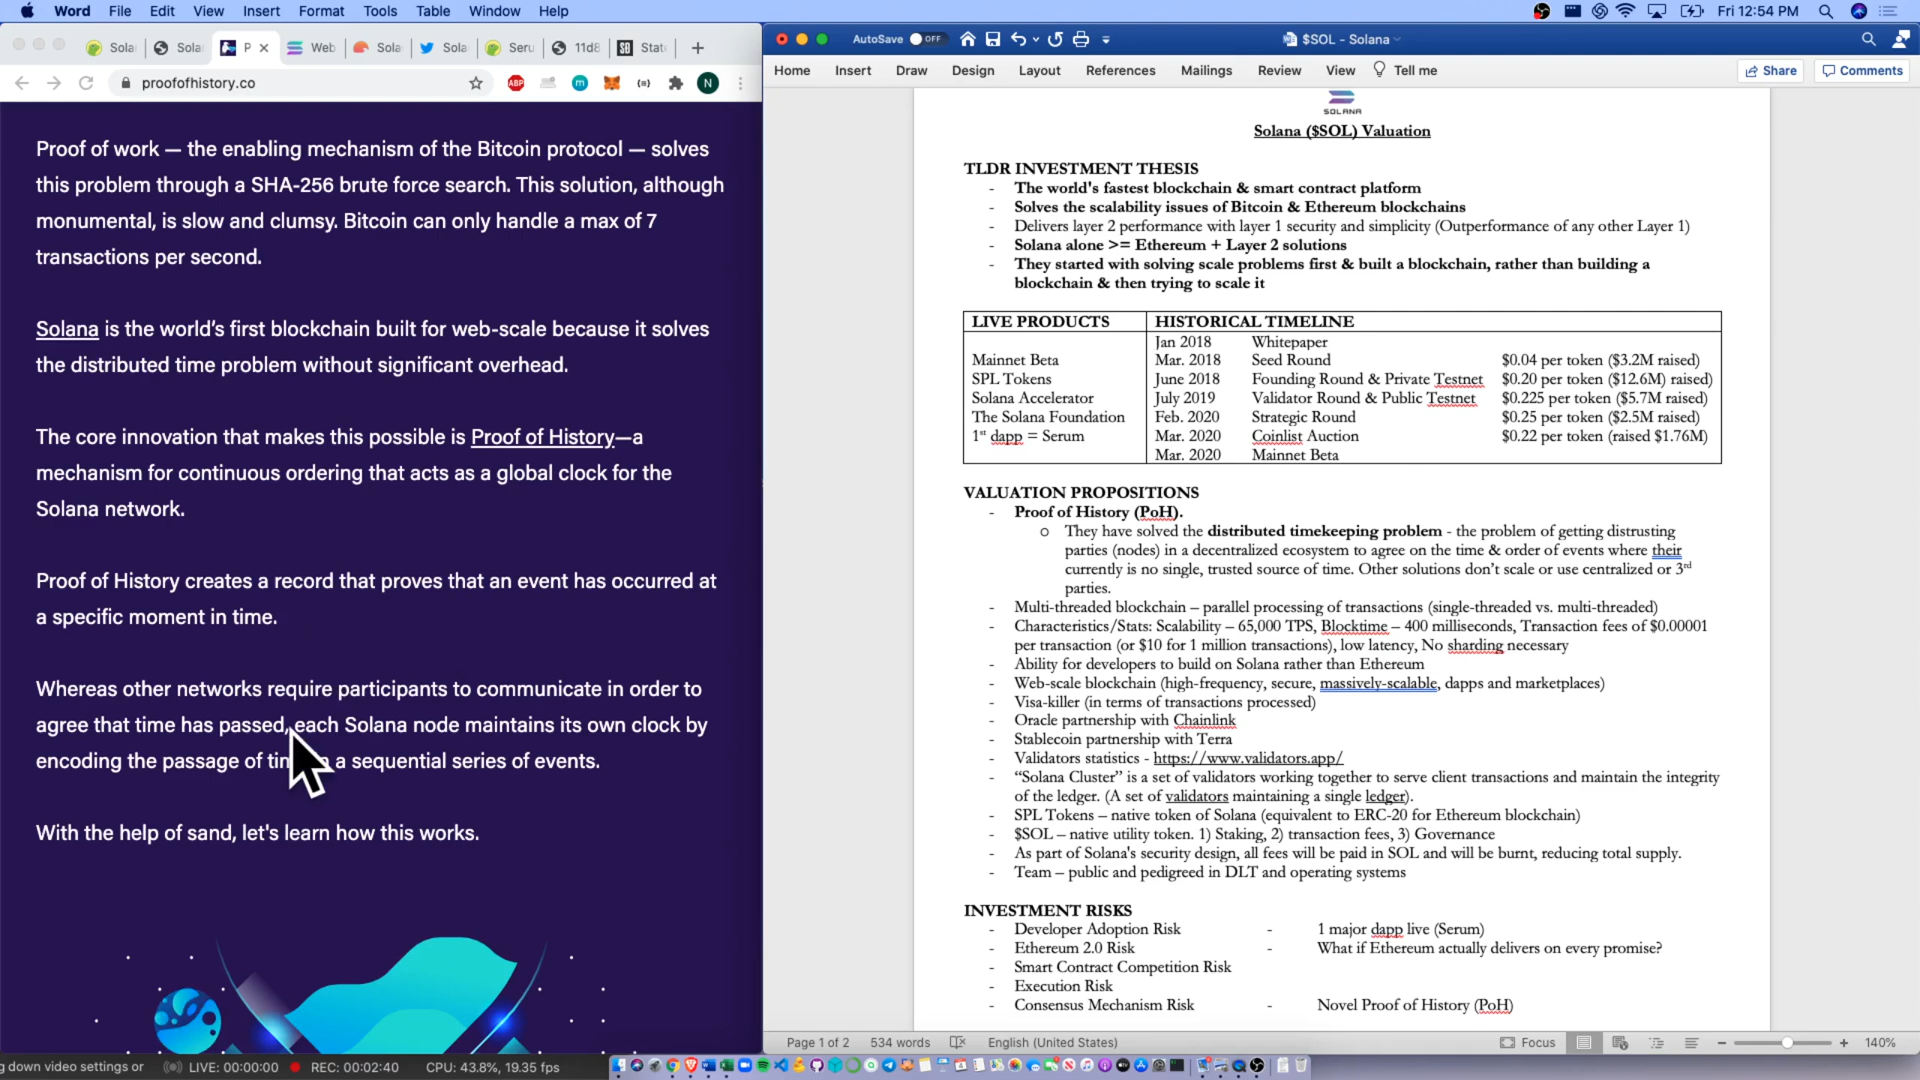 Word File Edit View Insert Format Tools Table Window Help
Fri 12:54 PM
Sola
Sola
P
Web
Sola
Sola
Seru
11d8
State
proofofhistory.co
ABP
m
N
Proof of work — the enabling mechanism of the Bitcoin protocol — solves
this problem through a SHA-256 brute force search. This solution, although
monumental, is slow and clumsy. Bitcoin can only handle a max of 7
transactions per second.
Solana is the world's first blockchain built for web-scale because it solves
the distributed time problem without significant overhead.
The core innovation that makes this possible is Proof of History—a
mechanism for continuous ordering that acts as a global clock for the
Solana network.
Proof of History creates a record that proves that an event has occurred at
a specific moment in time.
Whereas other networks require participants to communicate in order to
agree that time has passed, each Solana node maintains its own clock by
encoding the passage of a sequential series of events.
With the help of sand, let's learn how this works.
g down video settings or
LIVE: 00:00:00
REC: 00:02:40
CPU: 43.8%, 19.35 fps
AutoSave OFF
$SOL - Solana
Home Insert Draw Design Layout References Mailings Review View Tell me
Share Comments
SOLANA
Solana ($SOL) Valuation
TLDR INVESTMENT THESIS
- The world's fastest blockchain & smart contract platform
- Solves the scalability issues of Bitcoin & Ethereum blockchains
- Delivers layer 2 performance with layer 1 security and simplicity (Outperformance of any other Layer 1)
- Solana alone >= Ethereum + Layer 2 solutions
- They started with solving scale problems first & built a blockchain, rather than building a
blockchain & then trying to scale it
LIVE PRODUCTS HISTORICAL TIMELINE
Jan 2018 Whitepaper
Mainnet Beta Mar. 2018 Seed Round $0.04 per token ($3.2M raised)
SPL Tokens June 2018 Founding Round & Private Testnet $0.20 per token ($12.6M) raised)
Solana Accelerator July 2019 Validator Round & Public Testnet $0.225 per token ($5.7M raised)
The Solana Foundation Feb. 2020 Strategic Round $0.25 per token ($2.5M raised)
1st dapp = Serum Mar. 2020 Coinlist Auction $0.22 per token (raised $1.76M)
Mar. 2020 Mainnet Beta
VALUATION PROPOSITIONS
- Proof of History (PoH).
o They have solved the distributed timekeeping problem - the problem of getting distrusting
parties (nodes) in a decentralized ecosystem to agree on the time & order of events where their
currently is no single, trusted source of time. Other solutions don't scale or use centralized or 3rd
parties.
- Multi-threaded blockchain – parallel processing of transactions (single-threaded vs. multi-threaded)
- Characteristics/Stats: Scalability – 65,000 TPS, Blocktime – 400 milliseconds, Transaction fees of $0.00001
per transaction (or $10 for 1 million transactions), low latency, No sharding necessary
- Ability for developers to build on Solana rather than Ethereum
- Web-scale blockchain (high-frequency, secure, massively-scalable, dapps and marketplaces)
- Visa-killer (in terms of transactions processed)
- Oracle partnership with Chainlink
- Stablecoin partnership with Terra
- Validators statistics - https://www.validators.app/
- “Solana Cluster” is a set of validators working together to serve client transactions and maintain the integrity
of the ledger. (A set of validators maintaining a single ledger).
- SPL Tokens – native token of Solana (equivalent to ERC-20 for Ethereum blockchain)
- $SOL – native utility token. 1) Staking, 2) transaction fees, 3) Governance
- As part of Solana's security design, all fees will be paid in SOL and will be burnt, reducing total supply.
- Team – public and pedigreed in DLT and operating systems
INVESTMENT RISKS
- Developer Adoption Risk - 1 major dapp live (Serum)
- Ethereum 2.0 Risk - What if Ethereum actually delivers on every promise?
- Smart Contract Competition Risk
- Execution Risk
- Consensus Mechanism Risk - Novel Proof of History (PoH)
Page 1 of 2 534 words English (United States) Focus 140%